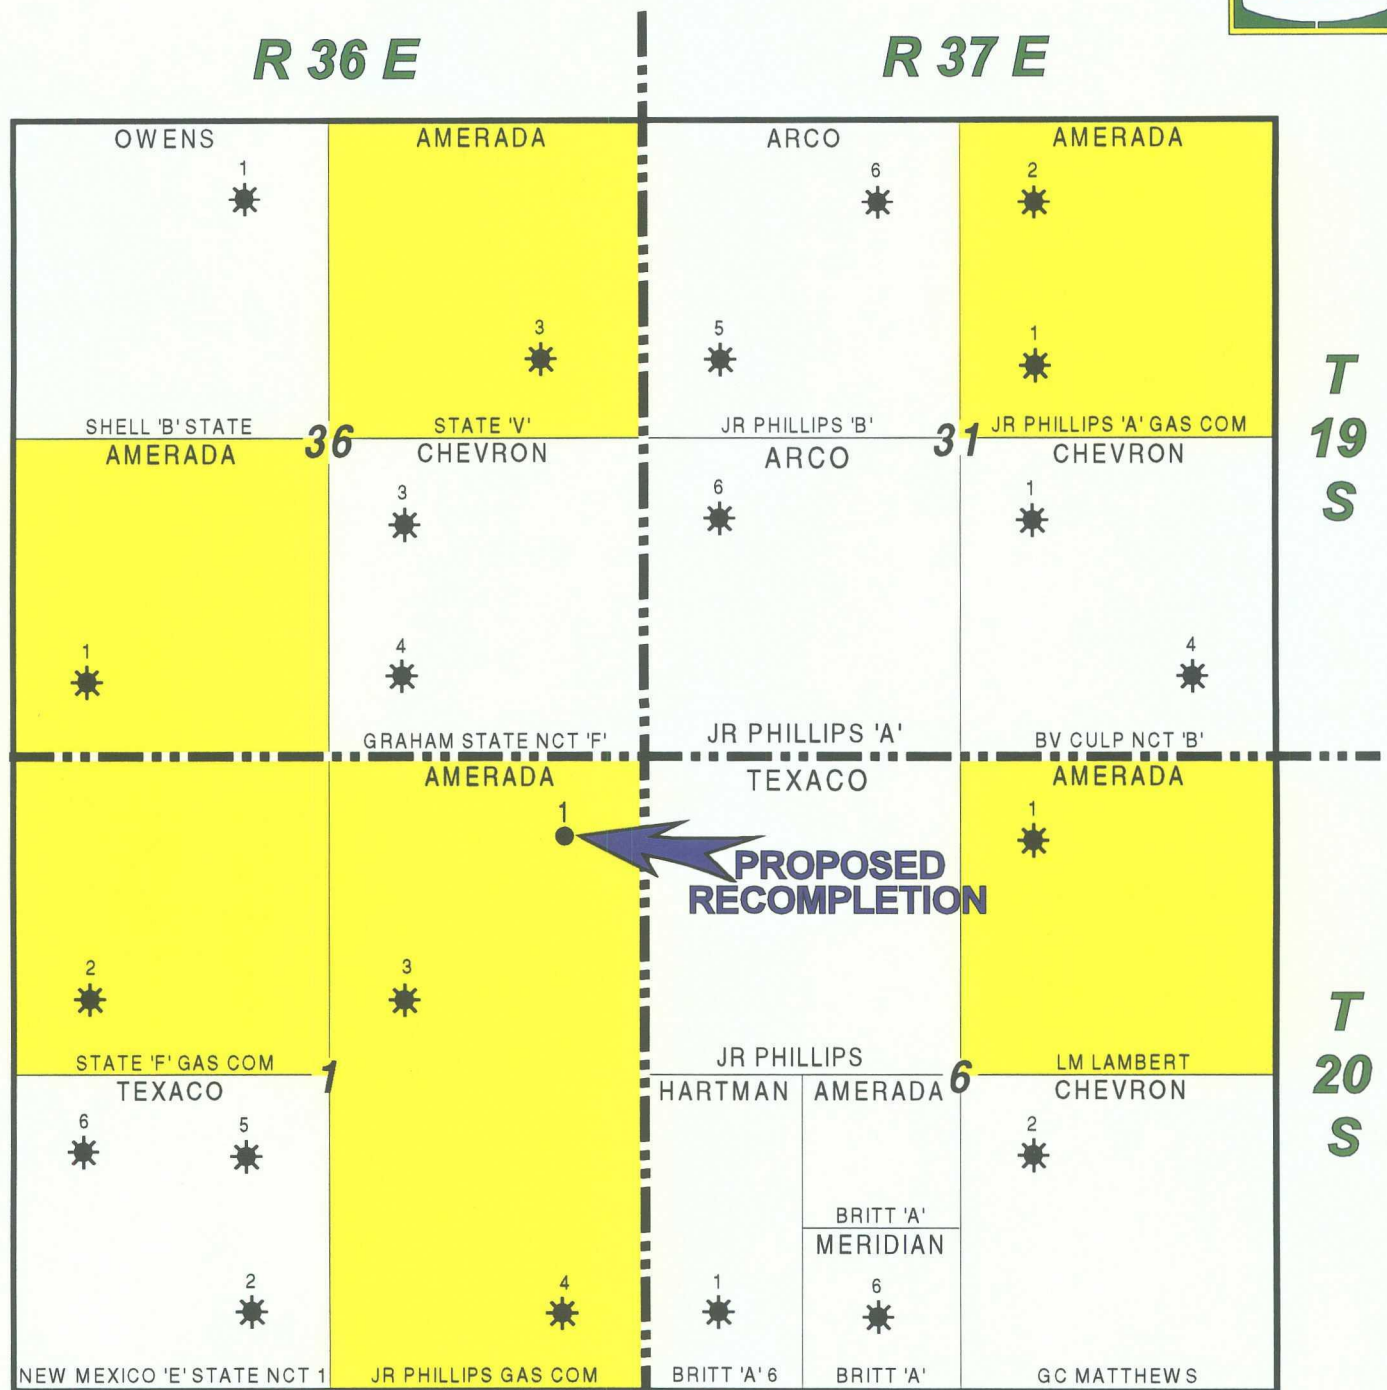 R 36 E
R 37 E
OWENS
1
SHELL 'B' STATE
AMERADA
3
STATE 'V'
ARCO
6
5
JR PHILLIPS 'B'
AMERADA
2
1
JR PHILLIPS 'A' GAS COM
T
19
S
36
31
AMERADA
1
CHEVRON
3
4
GRAHAM STATE NCT 'F'
ARCO
6
JR PHILLIPS 'A'
CHEVRON
1
4
BV CULP NCT 'B'
2
STATE 'F' GAS COM
AMERADA
1
3
4
JR PHILLIPS GAS COM
TEXACO
PROPOSED
RECOMPLETION
JR PHILLIPS
AMERADA
1
LM LAMBERT
T
20
S
1
6
TEXACO
6
5
2
NEW MEXICO 'E' STATE NCT 1
HARTMAN
1
BRITT 'A' 6
AMERADA
BRITT 'A'
MERIDIAN
6
BRITT 'A'
CHEVRON
2
GC MATTHEWS